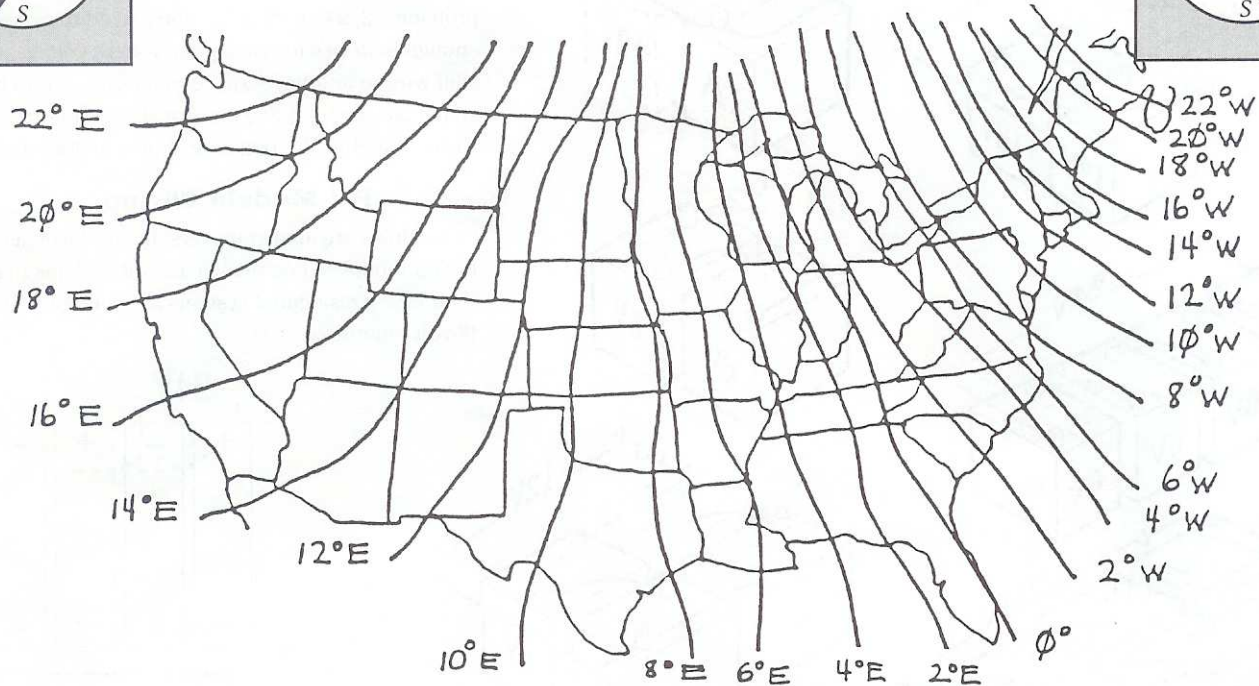 S
S
22° E
20° E
18° E
16° E
14° E
12° E
10° E
8° E
6° E
4° E
2° E
0°
2° W
4° W
6° W
8° W
10° W
12° W
14° W
16° W
18° W
20° W
22° W